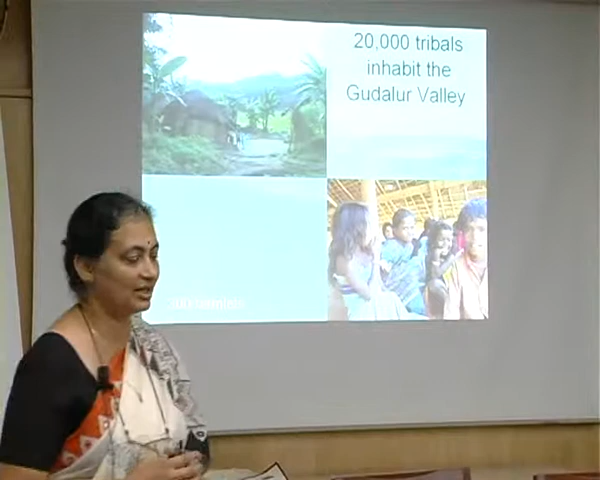 20,000 tribals
inhabit the
Gudalur Valley